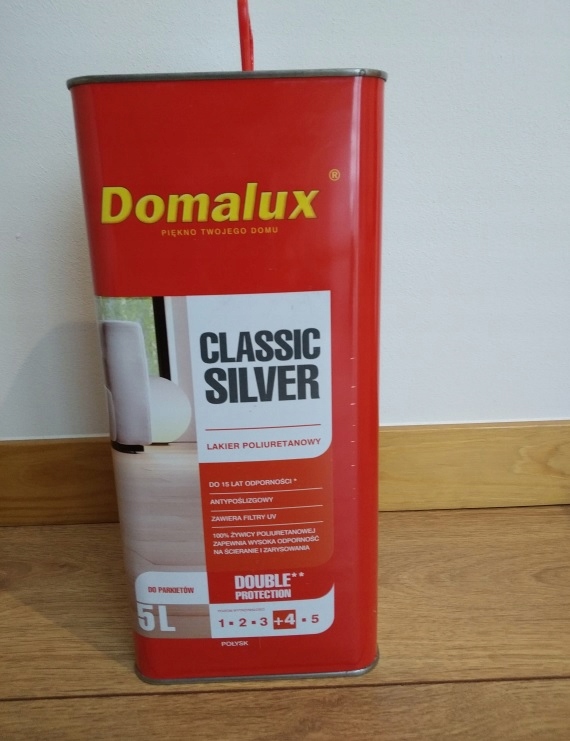 Domalux®
PIĘKNO TWOJEGO DOMU
CLASSIC
SILVER
LAKIER POLIURETANOWY
DO 15 LAT ODPORNOŚCI *
ANTYPOŚLIZGOWY
ZAWIERA FILTRY UV
100% ŻYWICY POLIURETANOWEJ
ZAPEWNIA WYSOKĄ ODPORNOŚĆ
NA ŚCIERANIE I ZARYSOWANIA
DO PARKIETÓW
DOUBLE**
PROTECTION
5L
1 ▪ 2 ▪ 3 +4 ▪ 5
POŁYSK